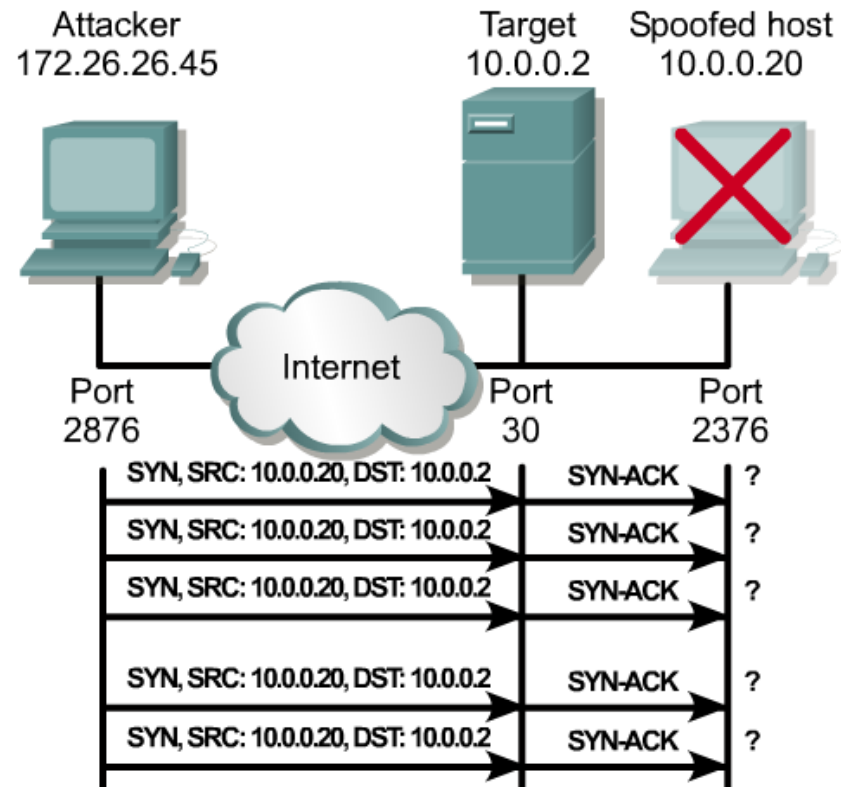 Attacker
172.26.26.45
Target
10.0.0.2
Spoofed host
10.0.0.20
Internet
Port
2876
Port
30
Port
2376
SYN, SRC: 10.0.0.20, DST: 10.0.0.2 SYN-ACK ?
SYN, SRC: 10.0.0.20, DST: 10.0.0.2 SYN-ACK ?
SYN, SRC: 10.0.0.20, DST: 10.0.0.2 SYN-ACK ?
SYN, SRC: 10.0.0.20, DST: 10.0.0.2 SYN-ACK ?
SYN, SRC: 10.0.0.20, DST: 10.0.0.2 SYN-ACK ?